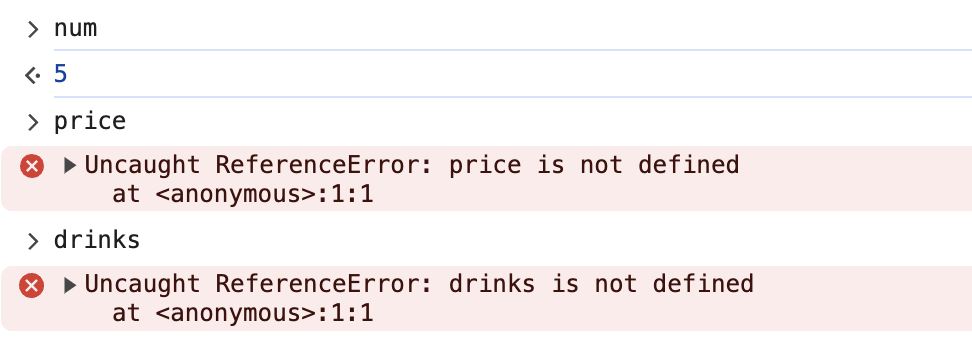 num
5
price
Uncaught ReferenceError: price is not defined
at <anonymous>:1:1
drinks
Uncaught ReferenceError: drinks is not defined
at <anonymous>:1:1